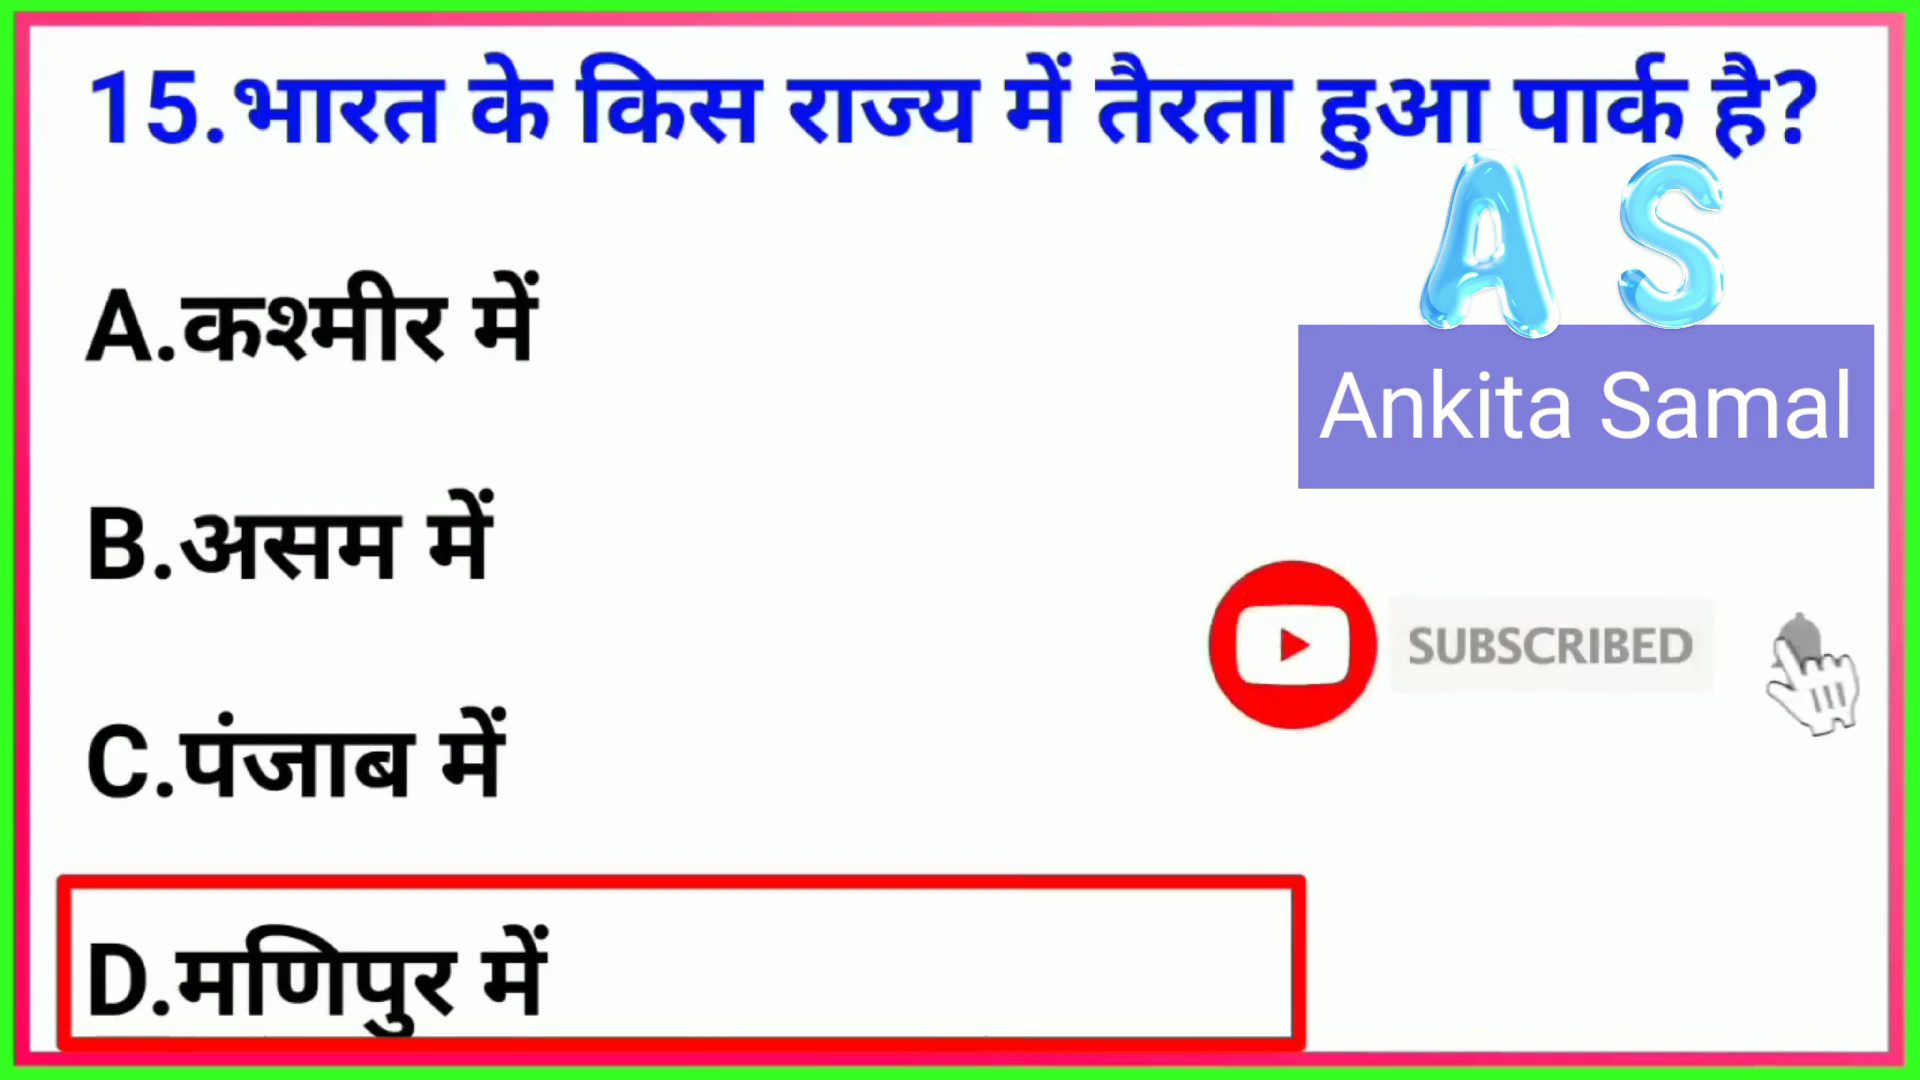 15.भारत के किस राज्य में तैरता हुआ पार्क है?
A S
A.कश्मीर में
Ankita Samal
B.असम में
SUBSCRIBED
C.पंजाब में
D.मणिपुर में